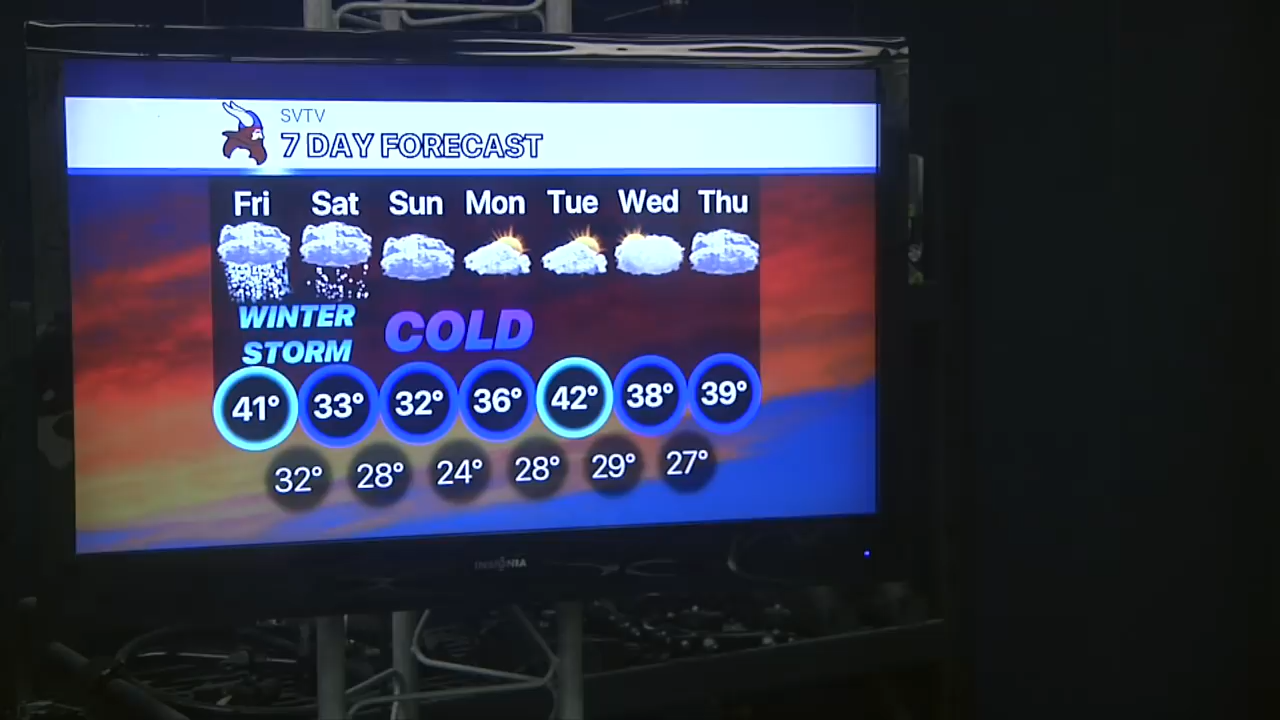 SVTV
7 DAY FORECAST
Fri Sat Sun Mon Tue Wed Thu
WINTER
STORM
COLD
41° 33° 32° 36° 42° 38° 39°
32° 28° 24° 28° 29° 27°
INSIGNIA